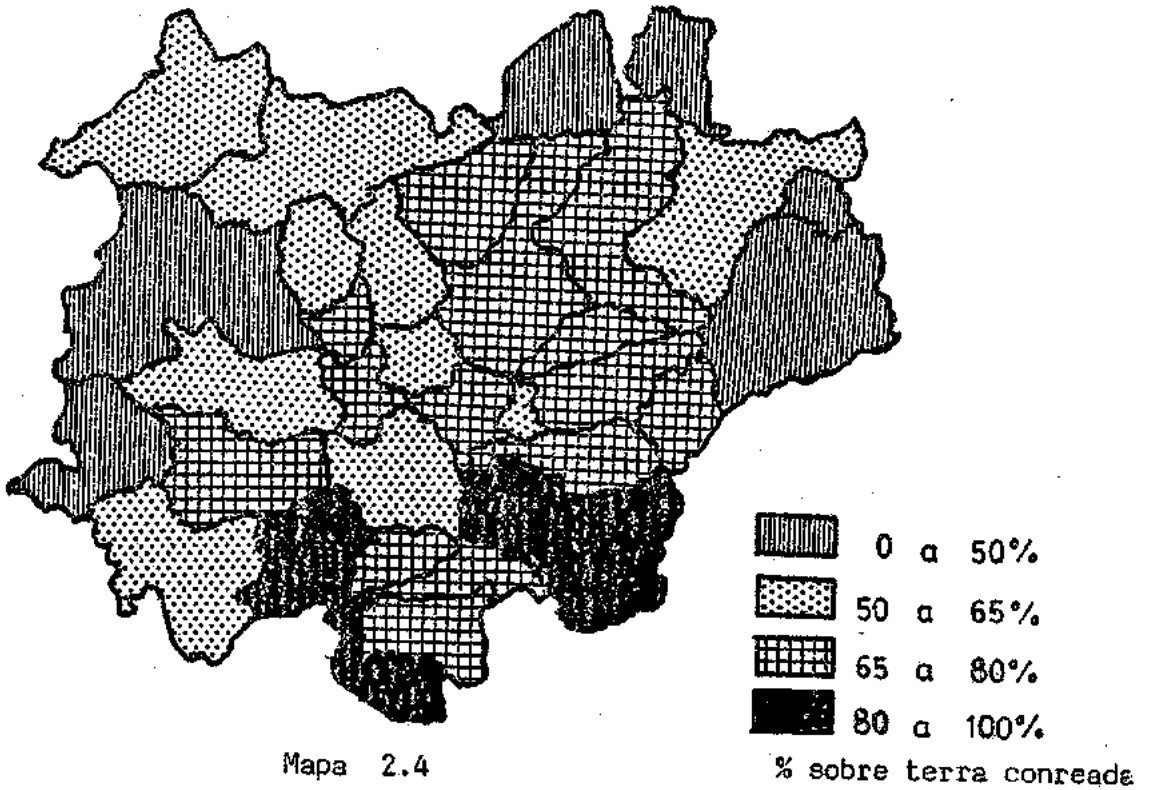 0 a 50%
50 a 65%
65 a 80%
80 a 100%
Mapa 2.4
% sobre terra conreada